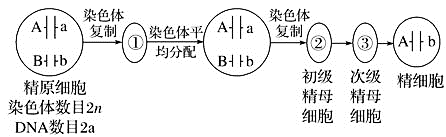 染色体
复制
①
染色体平
均分配
染色体
复制
②
③
A a
B b
A a
B b
A b
精原细胞
染色体数目2n
DNA数目2a
初级
精母
细胞
次级
精母
细胞
精细胞